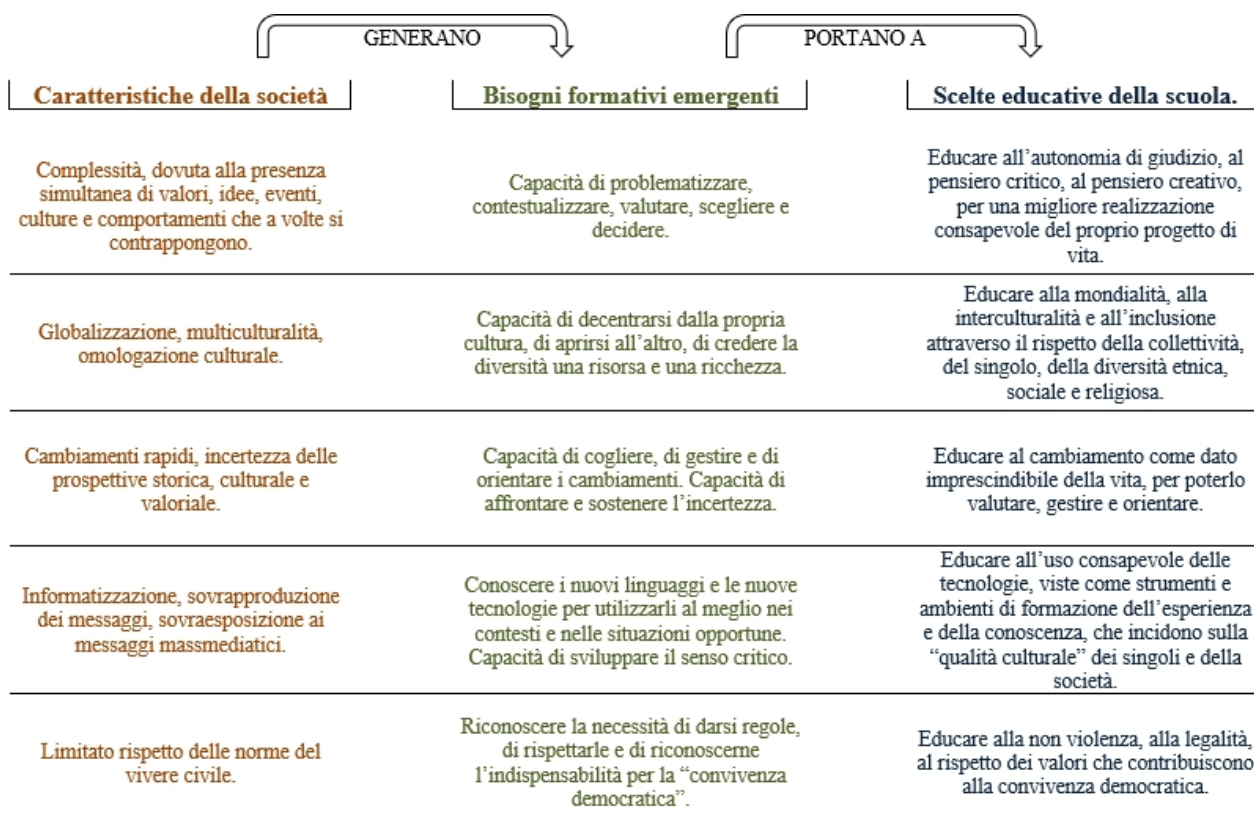 GENERANO
PORTANO A
Caratteristiche della società
Bisogni formativi emergenti
Scelte educative della scuola.
Complessità, dovuta alla presenza
simultanea di valori, idee, eventi,
culture e comportamenti che a volte si
contrappongono.
Capacità di problematizzare,
contestualizzare, valutare, scegliere e
decidere.
Educare all’autonomia di giudizio, al
pensiero critico, al pensiero creativo,
per una migliore realizzazione
consapevole del proprio progetto di
vita.
Globalizzazione, multiculturalità,
omologazione culturale.
Capacità di decentrarsi dalla propria
cultura, di aprirsi all’altro, di credere la
diversità una risorsa e una ricchezza.
Educare alla mondialità, alla
interculturalità e all’inclusione
attraverso il rispetto della collettività,
del singolo, della diversità etnica,
sociale e religiosa.
Cambiamenti rapidi, incertezza delle
prospettive storica, culturale e
valoriale.
Capacità di cogliere, di gestire e di
orientare i cambiamenti. Capacità di
affrontare e sostenere l’incertezza.
Educare al cambiamento come dato
imprescindibile della vita, per poterlo
valutare, gestire e orientare.
Informatizzazione, sovrapproduzione
dei messaggi, sovraesposizione ai
messaggi massmediatici.
Conoscere i nuovi linguaggi e le nuove
tecnologie per utilizzarli al meglio nei
contesti e nelle situazioni opportune.
Capacità di sviluppare il senso critico.
Educare all’uso consapevole delle
tecnologie, viste come strumenti e
ambienti di formazione dell’esperienza
e della conoscenza, che incidono sulla
“qualità culturale” dei singoli e della
società.
Limitato rispetto delle norme del
vivere civile.
Riconoscere la necessità di darsi regole,
di rispettarle e di riconoscerne
l’indispensabilità per la “convivenza
democratica”.
Educare alla non violenza, alla legalità,
al rispetto dei valori che contribuiscono
alla convivenza democratica.